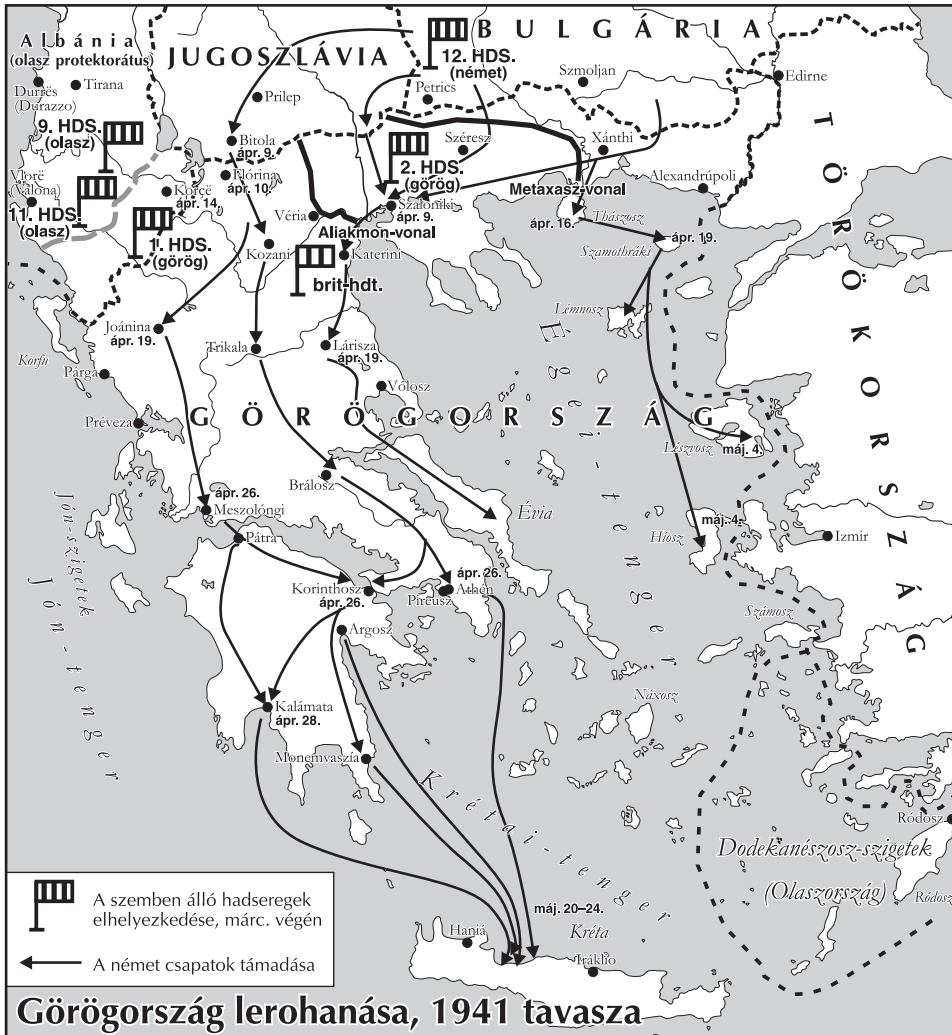 BULGÁRIA
Albánia
(olasz protektorátus)
JUGOSZLÁVIA
12. HDS.
(német)
Durrës
(Durazzo)
Tirana
Prilep
Petrics
Szmoljan
Edirne
9. HDS.
(olasz)
Bitola
ápr. 9.
2. HDS.
(görög)
Széresz
Xánthi
TÖRÖKORSZÁG
Vlorë
(Valona)
Korçë
ápr. 14.
Flórina
ápr. 10.
Metaxasz-vonal
Alexandrúpoli
11. HDS.
(olasz)
Véria
Szaloniki
ápr. 9.
ápr. 16.
Thászosz
1. HDS.
(görög)
Aliakmon-vonal
Kozani
Katerini
Szamothráki
ápr. 19.
brit-hdt.
Lémnosz
Joánina
ápr. 19.
Trikala
Lárisza
ápr. 19.
Korfu
Párga
Vólosz
Préveza
GÖRÖGORSZÁG
Égei-tenger
Lészvosz
máj. 4.
Brálosz
ápr. 26.
Meszolóngi
Évia
máj. 4.
Híosz
Izmir
Jón-szigetek
Jón-tenger
Pátra
Korinthosz
ápr. 26.
ápr. 26.
Athén
Pireusz
Argosz
Számosz
Náxosz
Kalámata
ápr. 28.
Monemvaszía
Krétai-tenger
Ródosz
Dodekanészosz-szigetek
(Olaszország)
Ródosz
máj. 20–24.
Haniá
Kréta
Iráklio
A szemben álló hadseregek
elhelyezkedése, márc. végén
A német csapatok támadása
Görögország lerohanása, 1941 tavasza